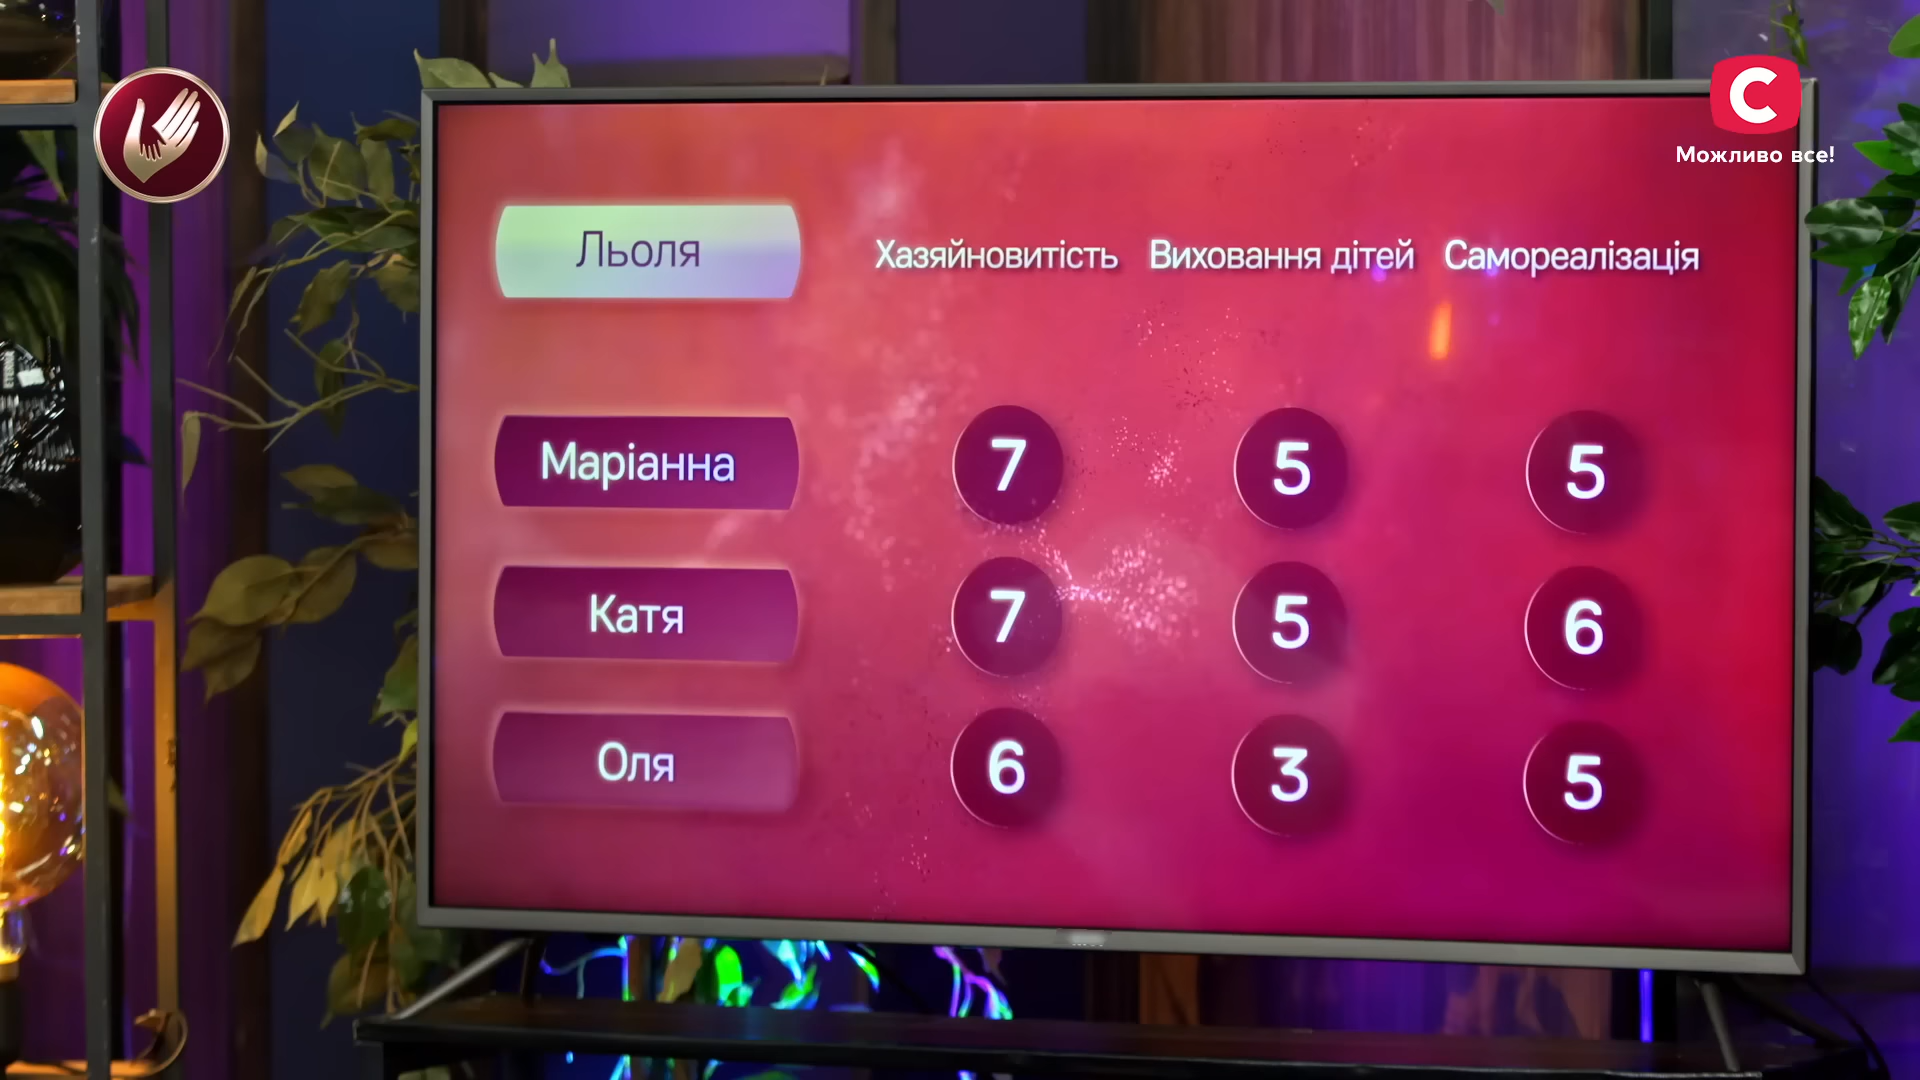 С
Можливо все!
Льоля Хазяйновитість Виховання дітей Самореалізація
Маріанна 7 5 5
Катя 7 5 6
Оля 6 3 5